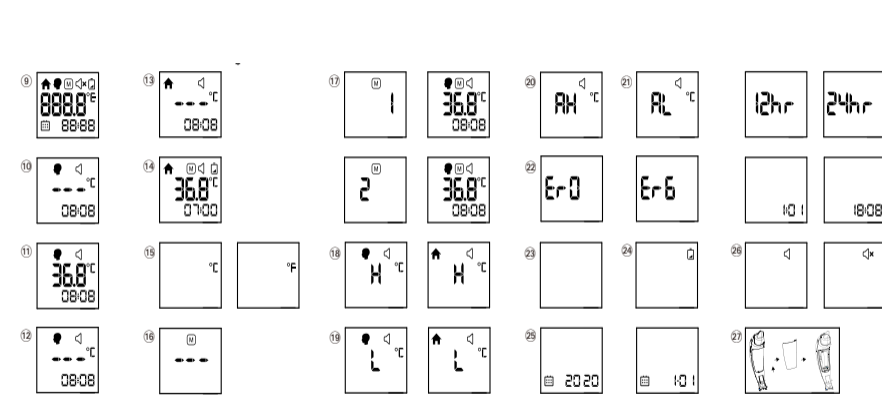 9 M 888.8 °F 88:88
13 --- °C 08:08
17 M 1
M 36.8 °C 08:08
20 AH °C
21 AL °C
12hr
24hr
10 --- °C 08:08
14 M 36.8 °C 07:00
M 2
M 36.8 °C 08:08
22 Er0
Er6
1:01
18:08
11 36.8 °C 08:08
15 °C
°F
18 H °C
H °C
23
24
26
12 --- °C 08:08
16 M ---
19 L °C
L °C
25 2020
1:01
27